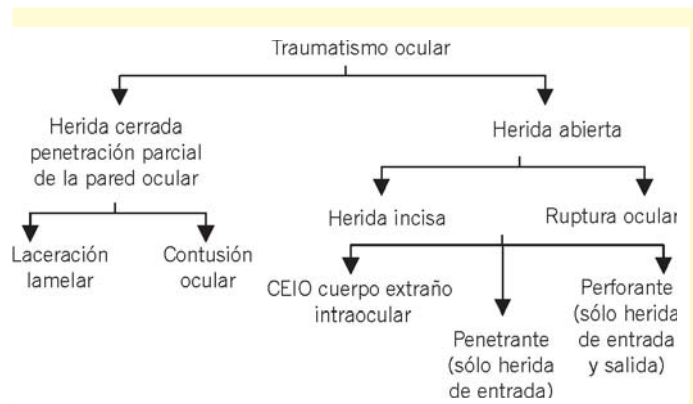 Traumatismo ocular
Herida cerrada
penetración parcial
de la pared ocular
Herida abierta
Laceración
lamelar
Contusión
ocular
Herida incisa
Ruptura ocular
CEIO cuerpo extraño
intraocular
Penetrante
(sólo herida
de entrada)
Perforante
(sólo herida
de entrada
y salida)